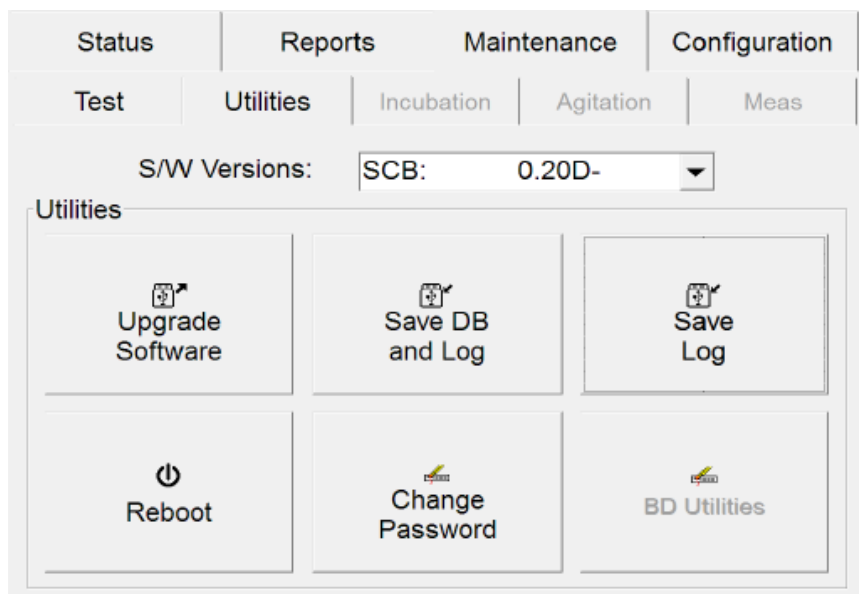 Status Reports Maintenance Configuration
Test Utilities Incubation Agitation Meas
S/W Versions: SCB: 0.20D-
Utilities
Upgrade
Software
Save DB
and Log
Save
Log
Reboot
Change
Password
BD Utilities